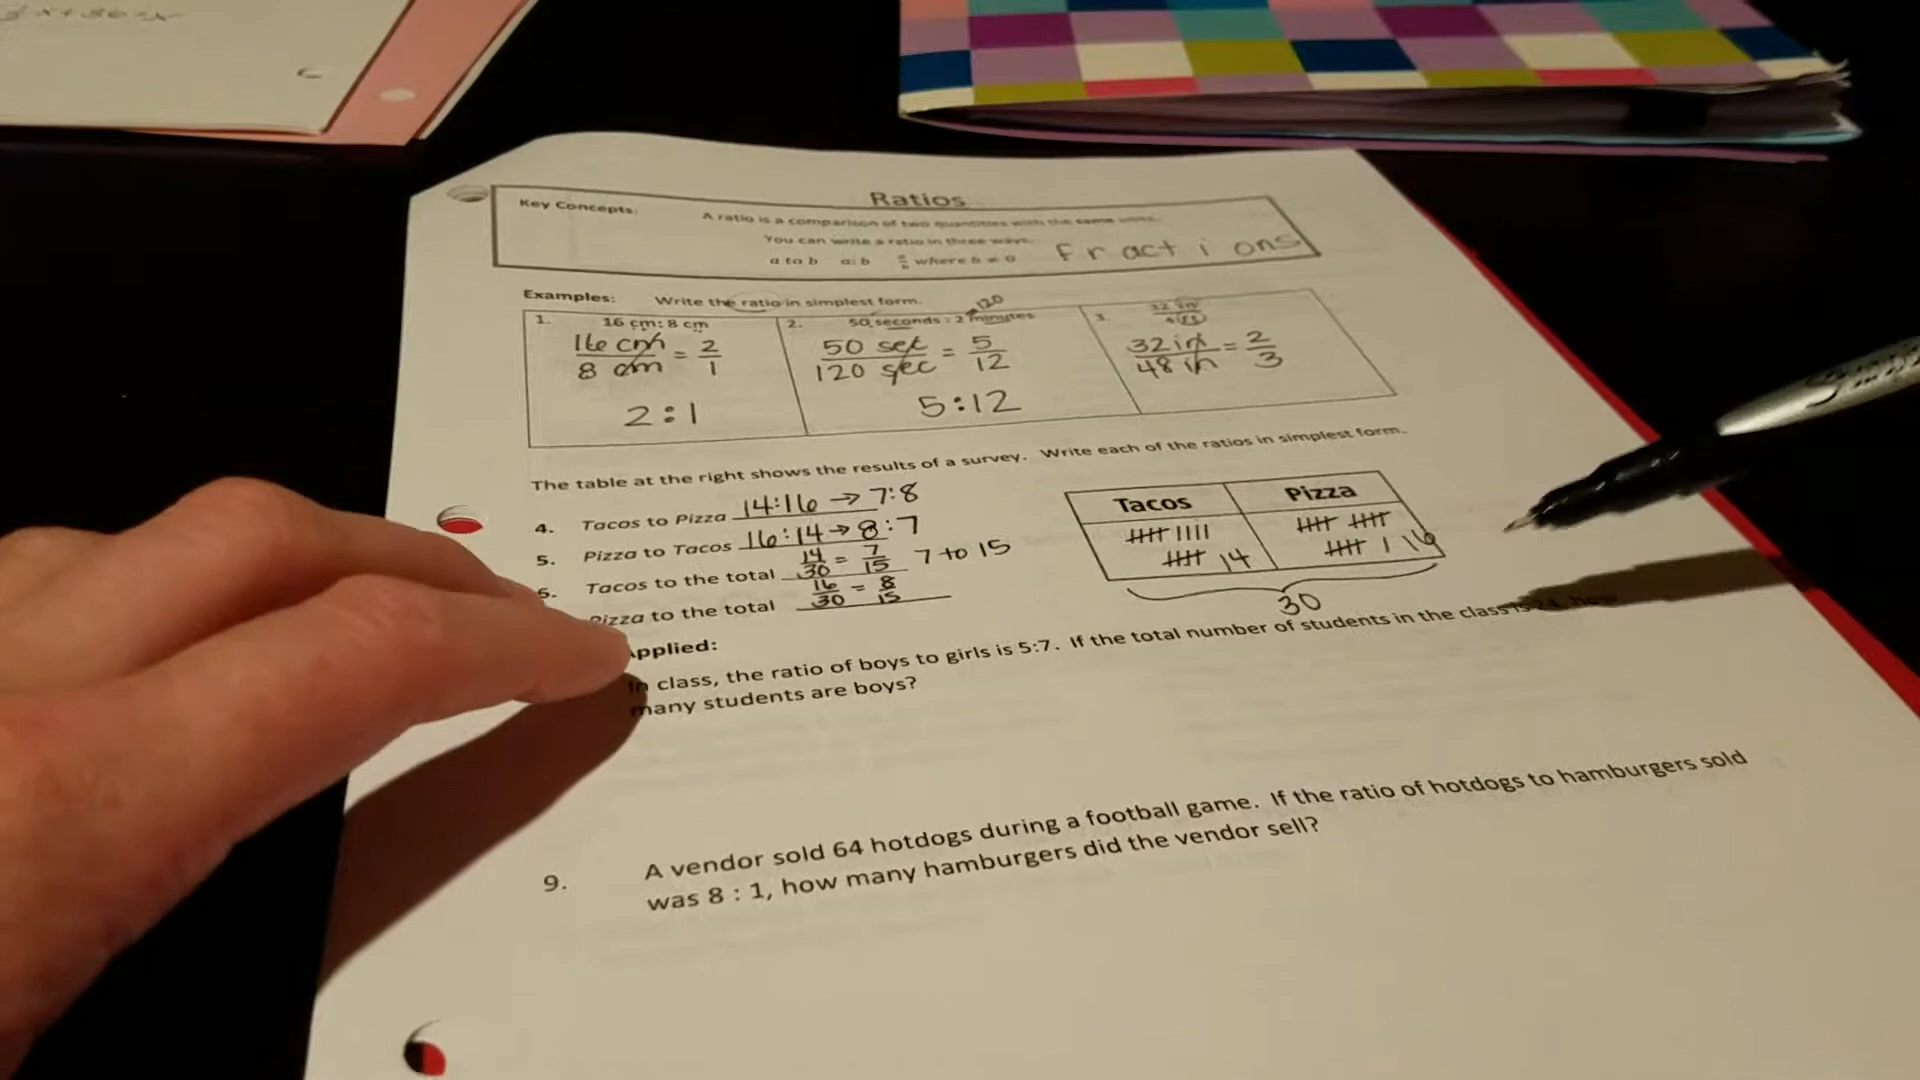 Ratios
Key Concepts: A ratio is a comparison of two quantities with the same units.
You can write a ratio in three ways.
a to b a:b a/b where b ≠ 0 Fractions
Examples: Write the ratio in simplest form.
120
1. 16 cm: 8 cm 2. 50 seconds : 2 minutes 3. 32 in
16 cm / 8 cm = 2/1 50 sec / 120 sec = 5/12 32 in / 48 in = 2/3
2:1 5:12
The table at the right shows the results of a survey. Write each of the ratios in simplest form.
4. Tacos to Pizza 14:16 → 7:8
5. Pizza to Tacos 16:14 → 8:7
6. Tacos to the total 14/30 = 7/15 7 to 15
Pizza to the total 16/30 = 8/15
Tacos Pizza
14 16
30
Applied:
In class, the ratio of boys to girls is 5:7. If the total number of students in the class is
many students are boys?
9. A vendor sold 64 hotdogs during a football game. If the ratio of hotdogs to hamburgers sold
was 8 : 1, how many hamburgers did the vendor sell?